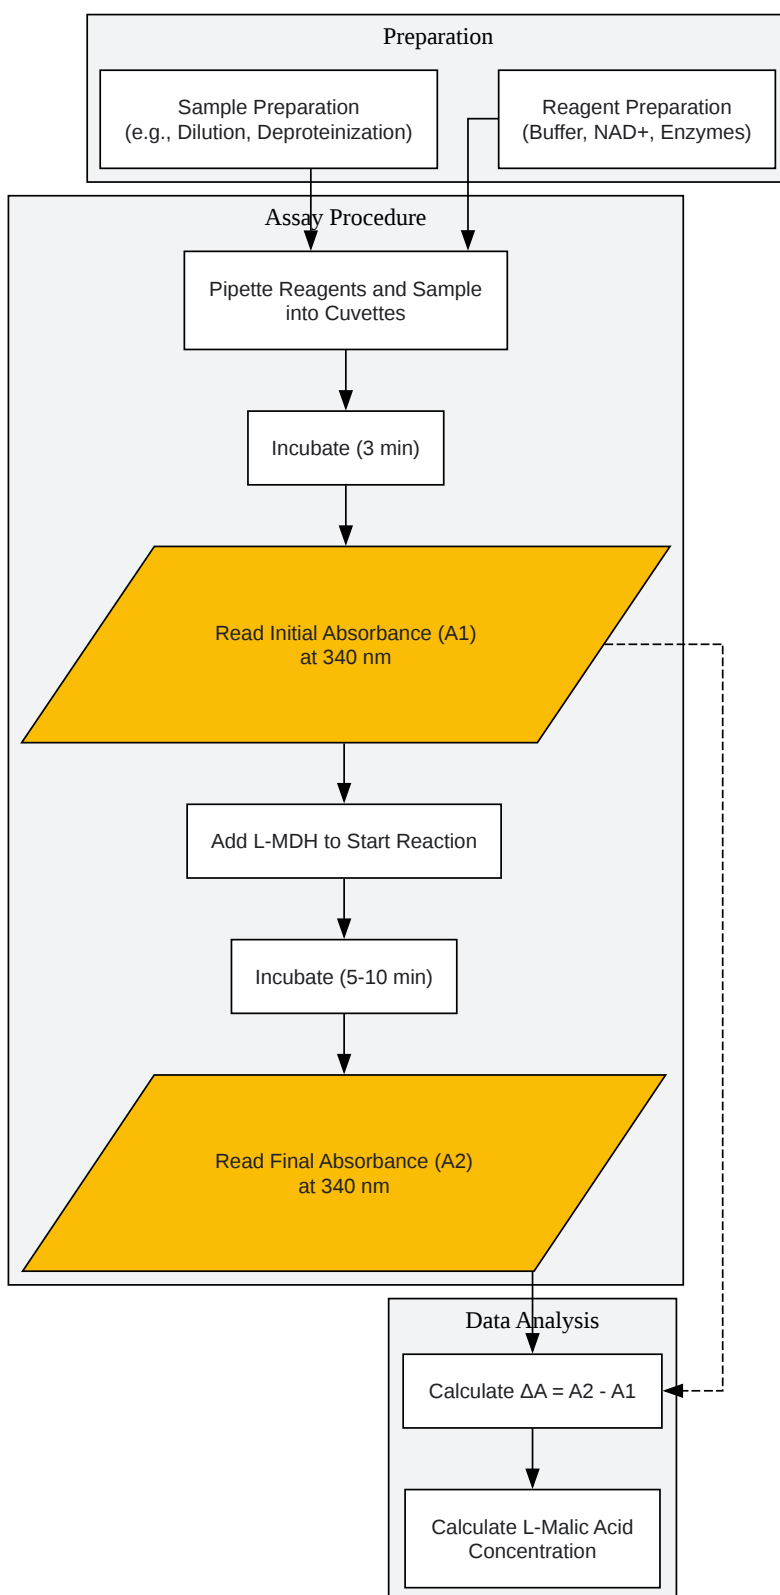 Preparation
Sample Preparation
(e.g., Dilution, Deproteinization)
Reagent Preparation
(Buffer, NAD+, Enzymes)
Assay Procedure
Pipette Reagents and Sample
into Cuvettes
Incubate (3 min)
Read Initial Absorbance (A1)
at 340 nm
Add L-MDH to Start Reaction
Incubate (5-10 min)
Read Final Absorbance (A2)
at 340 nm
Data Analysis
Calculate ΔA = A2 - A1
Calculate L-Malic Acid
Concentration